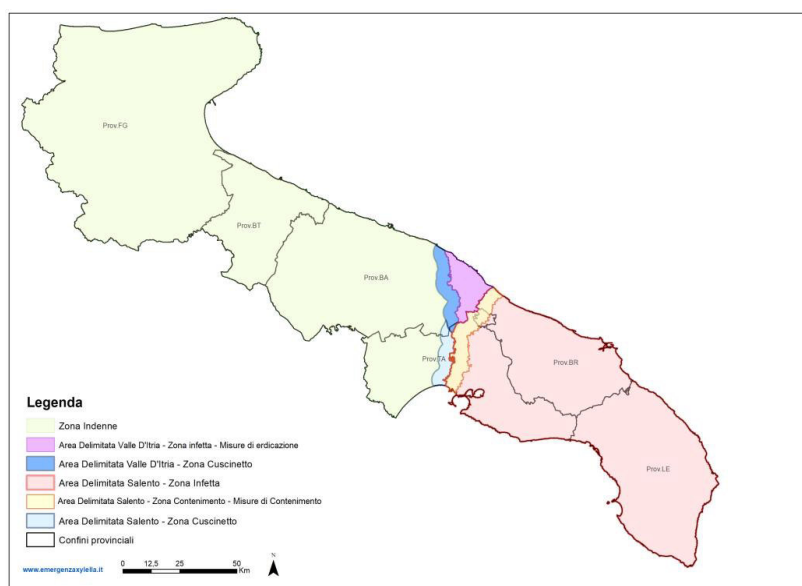 Prov.FG
Prov.BT
Prov.BA
Prov.TA
Prov.BR
Prov.LE
Legenda
Zona Indenne
Area Delimitata Valle D'Itria - Zona infetta - Misure di erdicazione
Area Delimitata Valle D'Itria - Zona Cuscinetto
Area Delimitata Salento - Zona Infetta
Area Delimitata Salento - Zona Contenimento - Misure di Contenimento
Area Delimitata Salento - Zona Cuscinetto
Confini provinciali
www.emergenzaxylella.it
0 12,5 25 50
Km
N